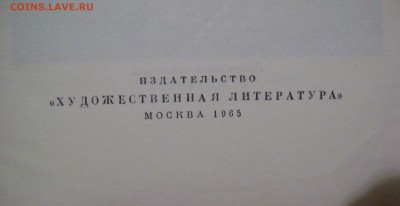 COINS.LAVE.RU
ИЗДАТЕЛЬСТВО
«ХУДОЖЕСТВЕННАЯ ЛИТЕРАТУРА»
МОСКВА 1965